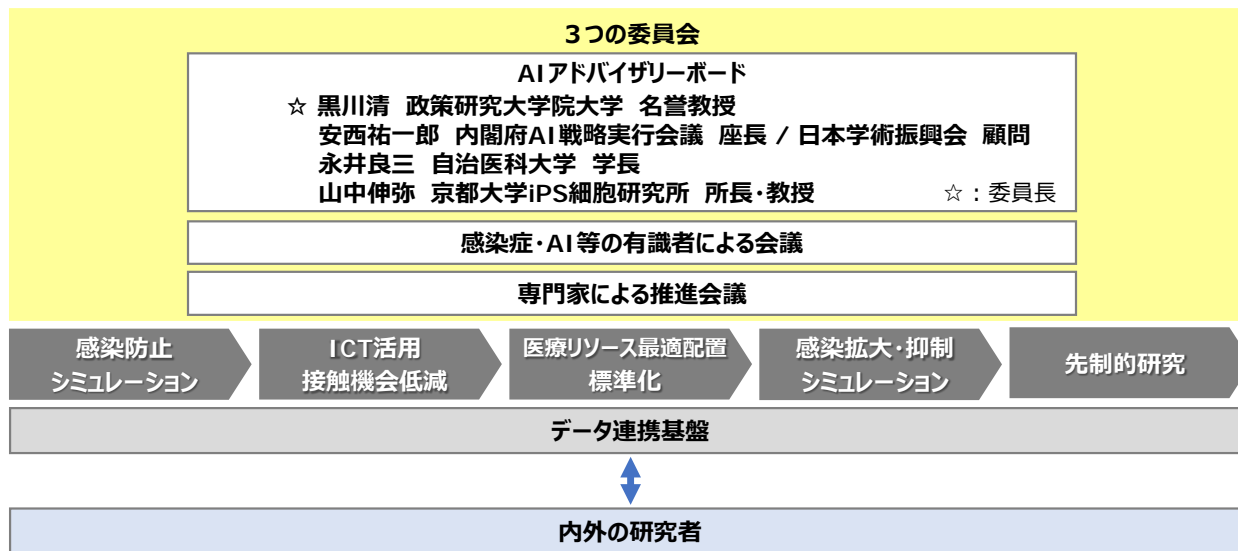 3つの委員会
AIアドバイザリーボード
☆ 黒川清 政策研究大学院大学 名誉教授
安西祐一郎 内閣府AI戦略実行会議 座長 / 日本学術振興会 顧問
永井良三 自治医科大学 学長
山中伸弥 京都大学iPS細胞研究所 所長・教授 ☆：委員長
感染症・AI等の有識者による会議
専門家による推進会議
感染防止
シミュレーション
ICT活用
接触機会低減
医療リソース最適配置
標準化
感染拡大・抑制
シミュレーション
先制的研究
データ連携基盤
内外の研究者